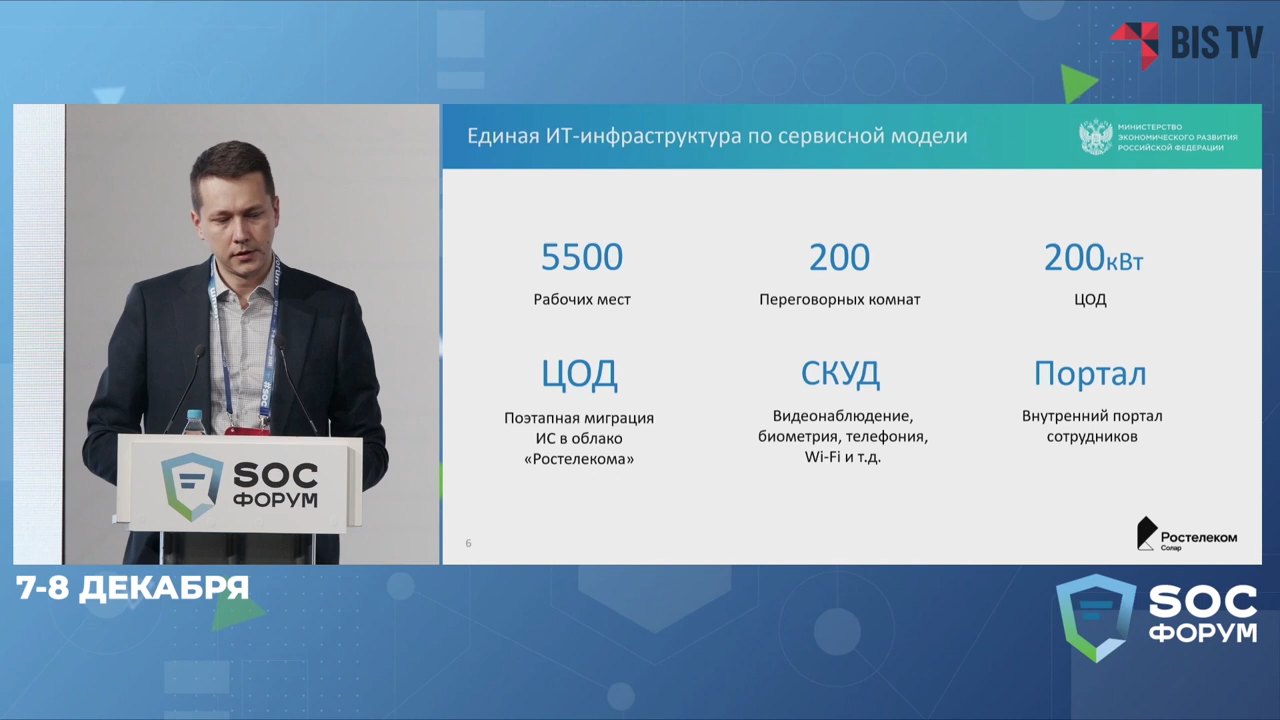 BIS TV
Единая ИТ-инфраструктура по сервисной модели
МИНИСТЕРСТВО
ЭКОНОМИЧЕСКОГО РАЗВИТИЯ
РОССИЙСКОЙ ФЕДЕРАЦИИ
5500
Рабочих мест
200
Переговорных комнат
200кВт
ЦОД
ЦОД
Поэтапная миграция
ИС в облако
«Ростелекома»
СКУД
Видеонаблюдение,
биометрия, телефония,
Wi-Fi и т.д.
Портал
Внутренний портал
сотрудников
6
Ростелеком
Солар
SOC
ФОРУМ
7-8 ДЕКАБРЯ
SOC
ФОРУМ